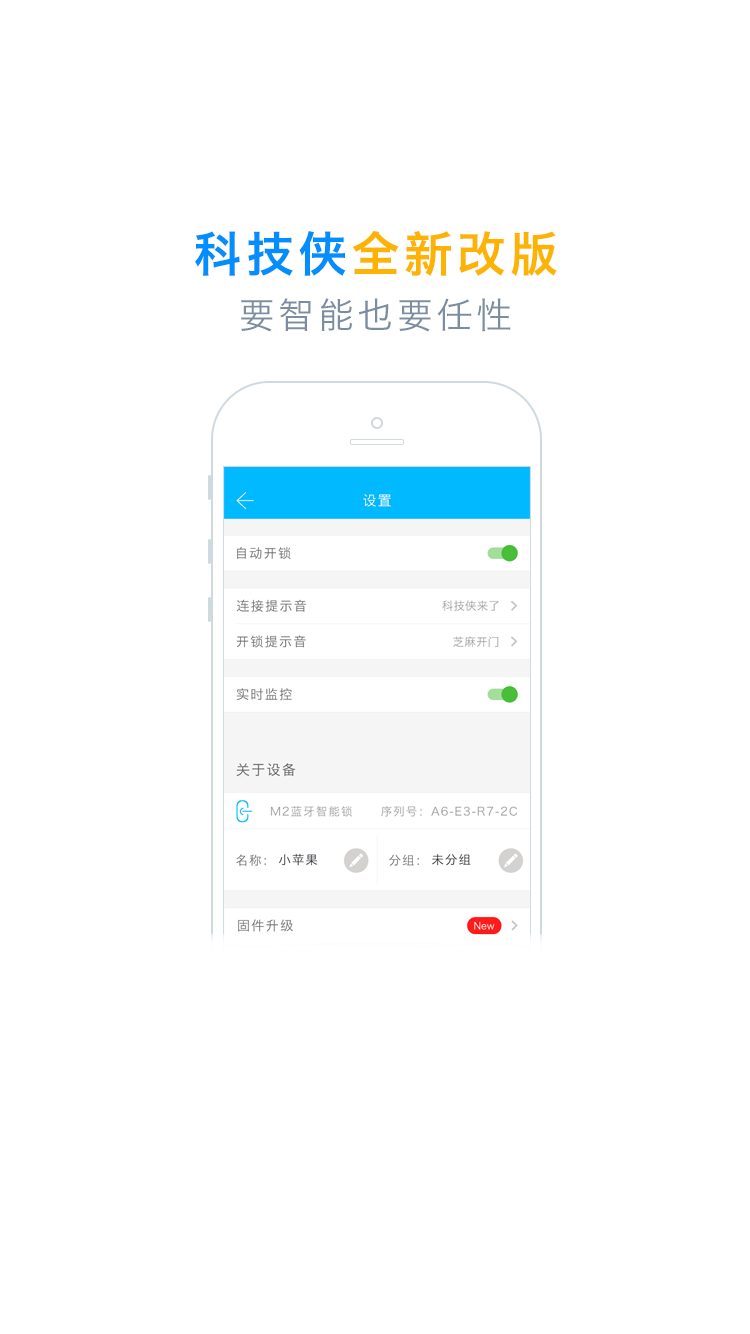 科技侠全新改版
要智能也要任性
设置
自动开锁
连接提示音 科技侠来了
开锁提示音 芝麻开门
实时监控
关于设备
M2蓝牙智能锁 序列号：A6-E3-R7-2C
名称：小苹果 分组：未分组
固件升级 New